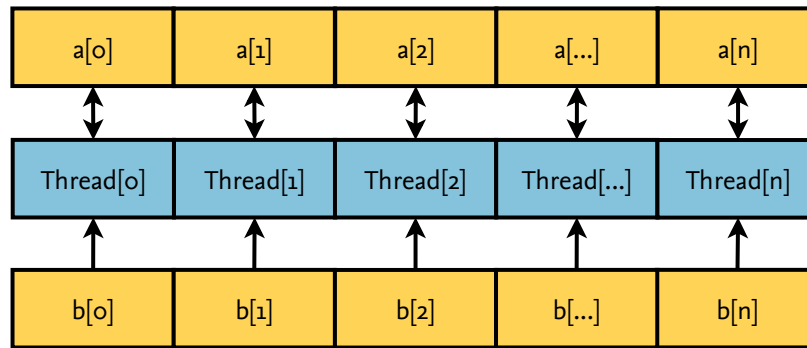 a[0] a[1] a[2] a[...] a[n]
Thread[0] Thread[1] Thread[2] Thread[...] Thread[n]
b[0] b[1] b[2] b[...] b[n]